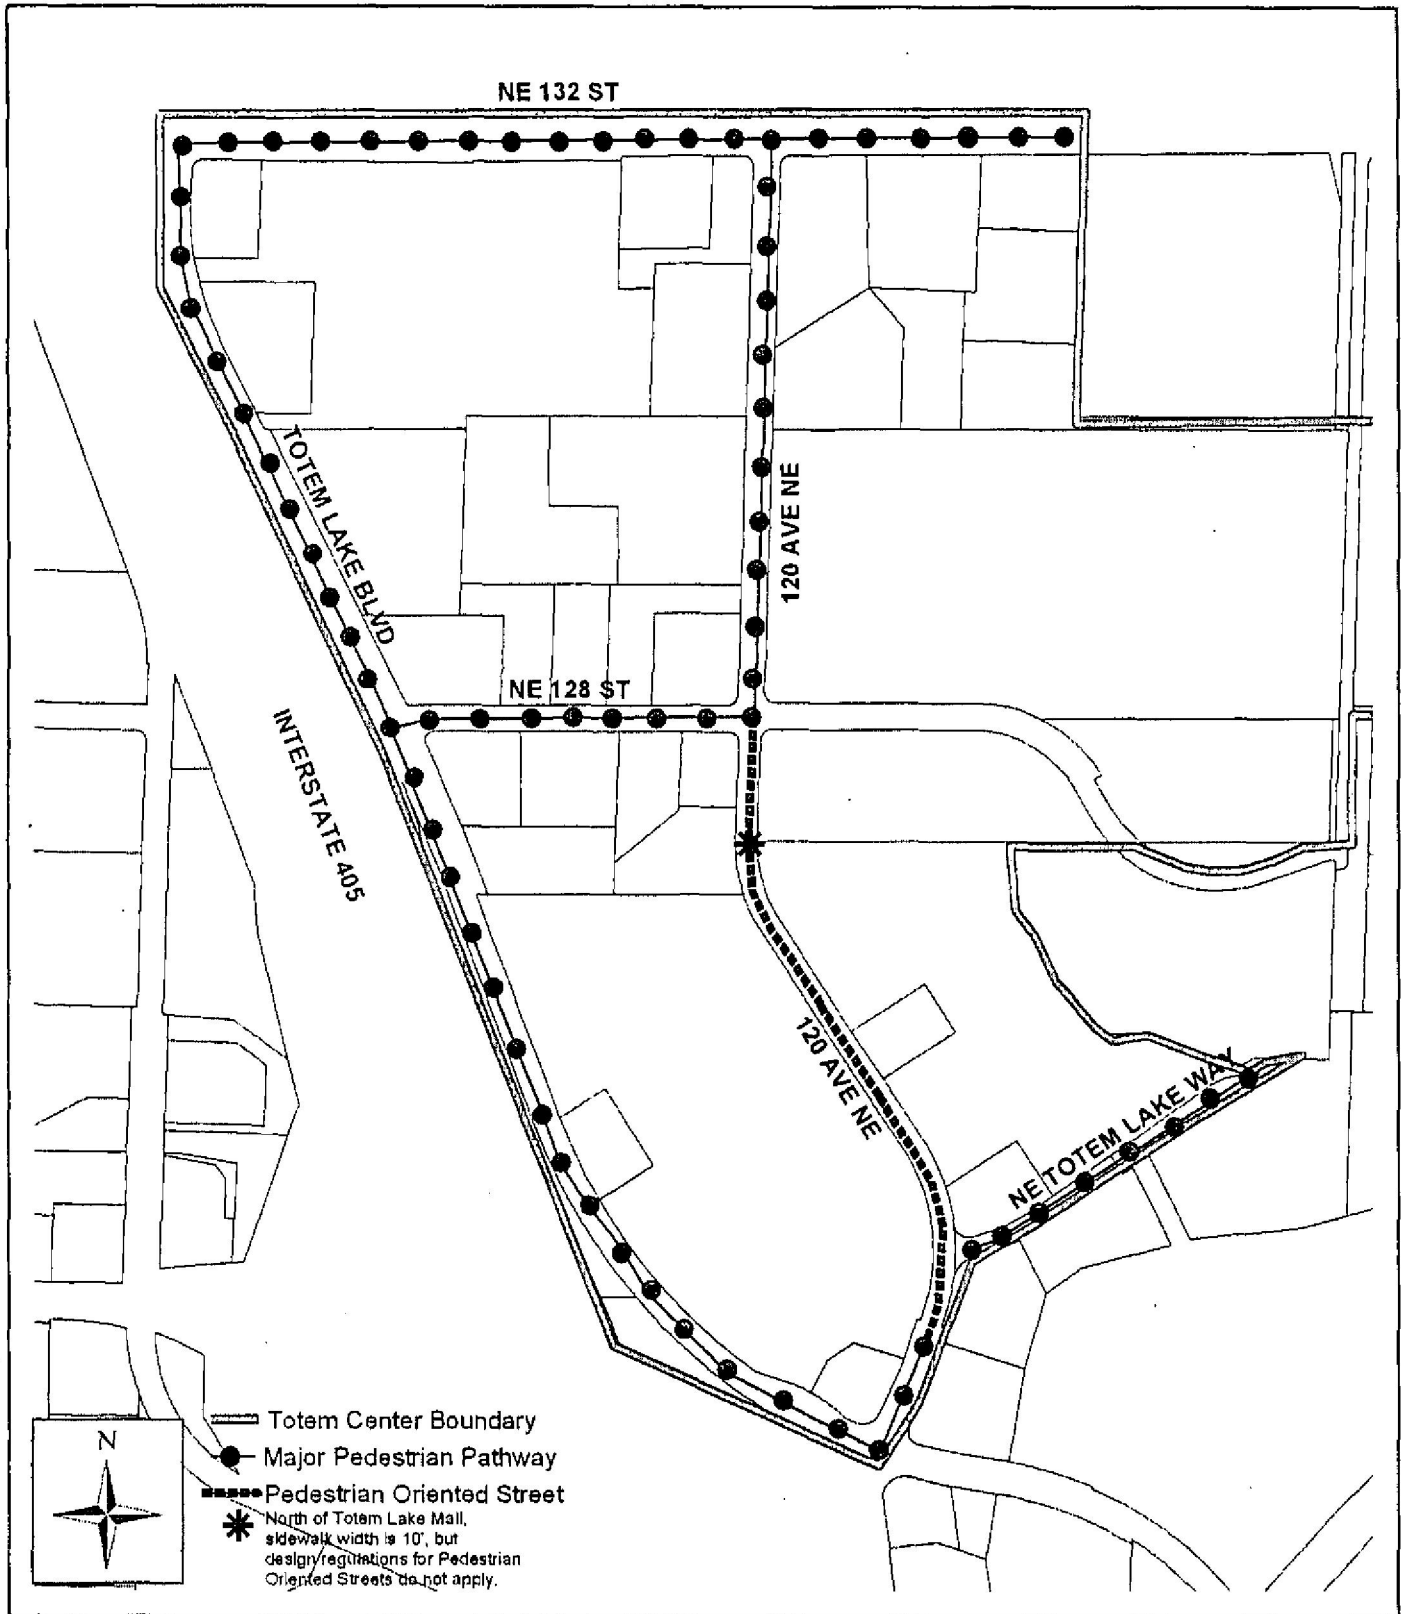 NE 132 ST
TOTEM LAKE BLVD
120 AVE NE
NE 128 ST
INTERSTATE 405
120 AVE NE
NE TOTEM LAKE WAY
N
Totem Center Boundary
Major Pedestrian Pathway
Pedestrian Oriented Street
North of Totem Lake Mall,
sidewalk width is 10', but
design regulations for Pedestrian
Oriented Streets do not apply.